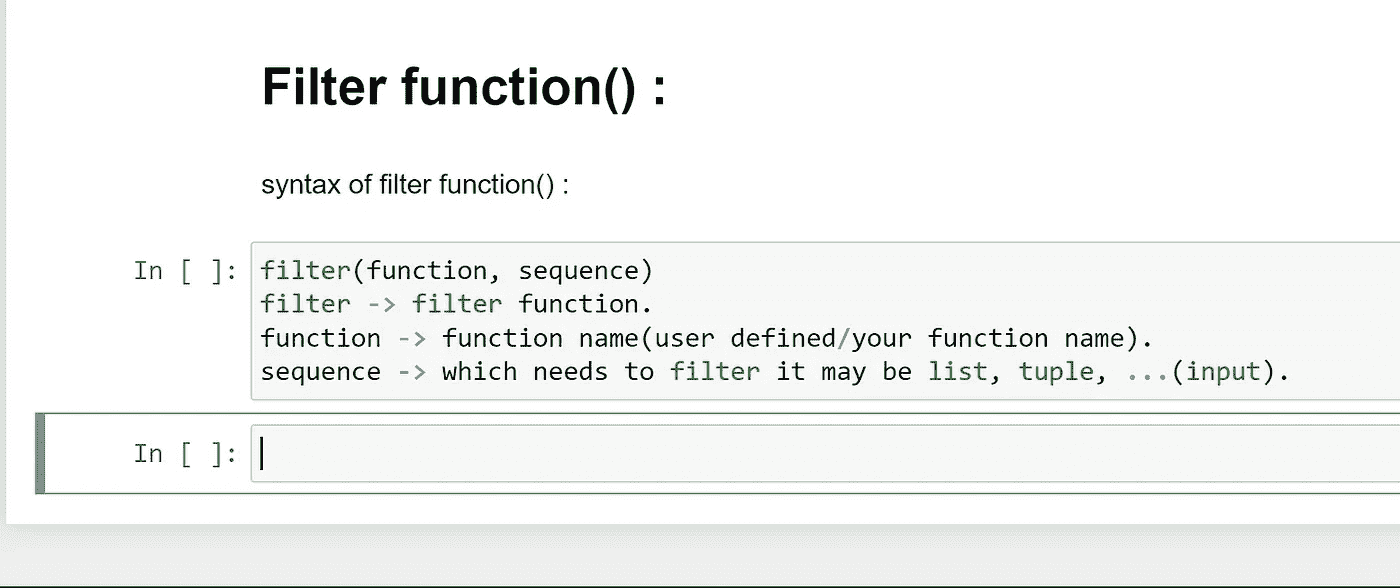 Filter function() :
syntax of filter function() :
In [ ]: filter(function, sequence)
filter -> filter function.
function -> function name(user defined/your function name).
sequence -> which needs to filter it may be list, tuple, ...(input).
In [ ]: